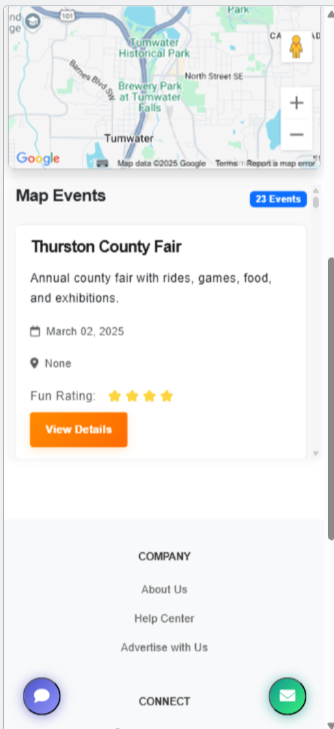 Park
nd
ge
101
CA
AD
Tumwater
Historical Park
Barnes Blvd SW
North Street SE
Brewery Park
at Tumwater
Falls
Tumwater
Google
Map data ©2025 Google
Terms
Report a map error
Map Events
23 Events
Thurston County Fair
Annual county fair with rides, games, food,
and exhibitions.
March 02, 2025
None
Fun Rating:
View Details
COMPANY
About Us
Help Center
Advertise with Us
CONNECT